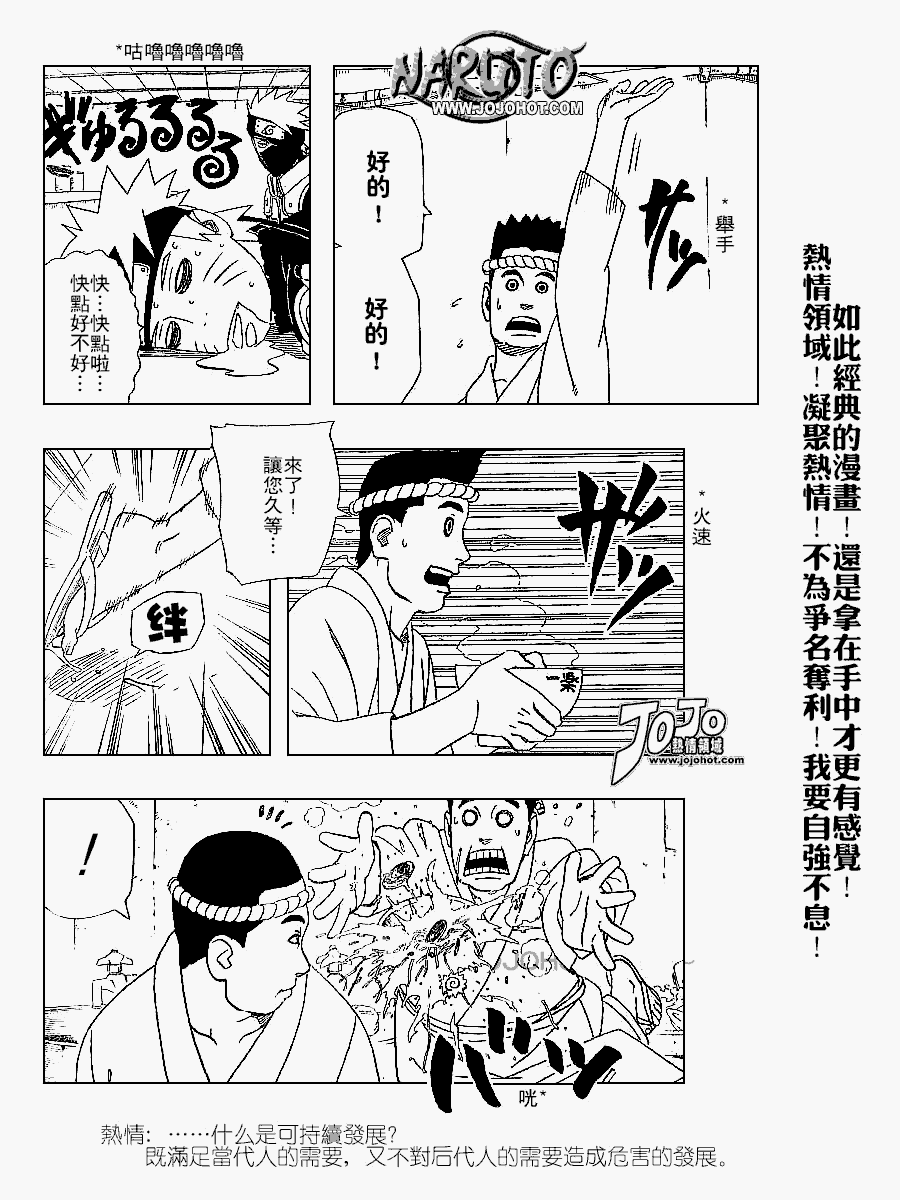 NARUTO
WWW.JOJOHOT.COM
*舉手
ザッ
好的！
好的！
*咕嚕嚕嚕嚕嚕
ぎゅるるるる
快…快點啦…
快點好不好…
*火速
ザッ
來了！
讓您久等…
一楽
絆
JOJO
熱情領域
www.jojohot.com
！
JOJOH
バッ
咣*
如此經典的漫畫！還是拿在手中才更有感覺！
熱情領域！凝聚熱情！不為爭名奪利！我要自強不息！
熱情：……什么是可持續發展？
既滿足當代人的需要，又不對后代人的需要造成危害的發展。